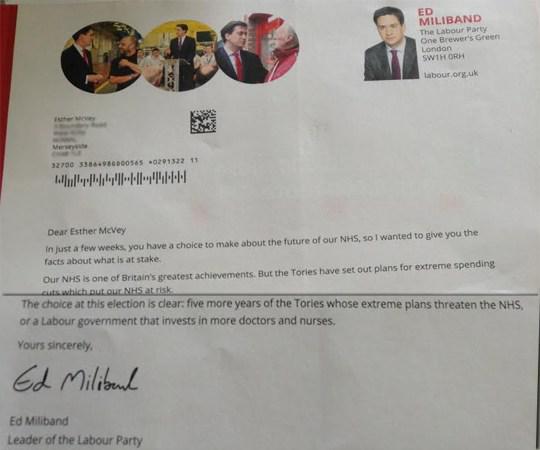 ED
MILIBAND
The Labour Party
One Brewer's Green
London
SW1H 0RH
labour.org.uk
Esther McVey
Merseyside
32700 33864980000565 *0291322 11
Dear Esther McVey
In just a few weeks, you have a choice to make about the future of our NHS, so I wanted to give you the
facts about what is at stake.
Our NHS is one of Britain's greatest achievements. But the Tories have set out plans for extreme spending
cuts which put our NHS at risk.
The choice at this election is clear: five more years of the Tories whose extreme plans threaten the NHS,
or a Labour government that invests in more doctors and nurses.
Yours sincerely,
Ed Miliband
Ed Miliband
Leader of the Labour Party